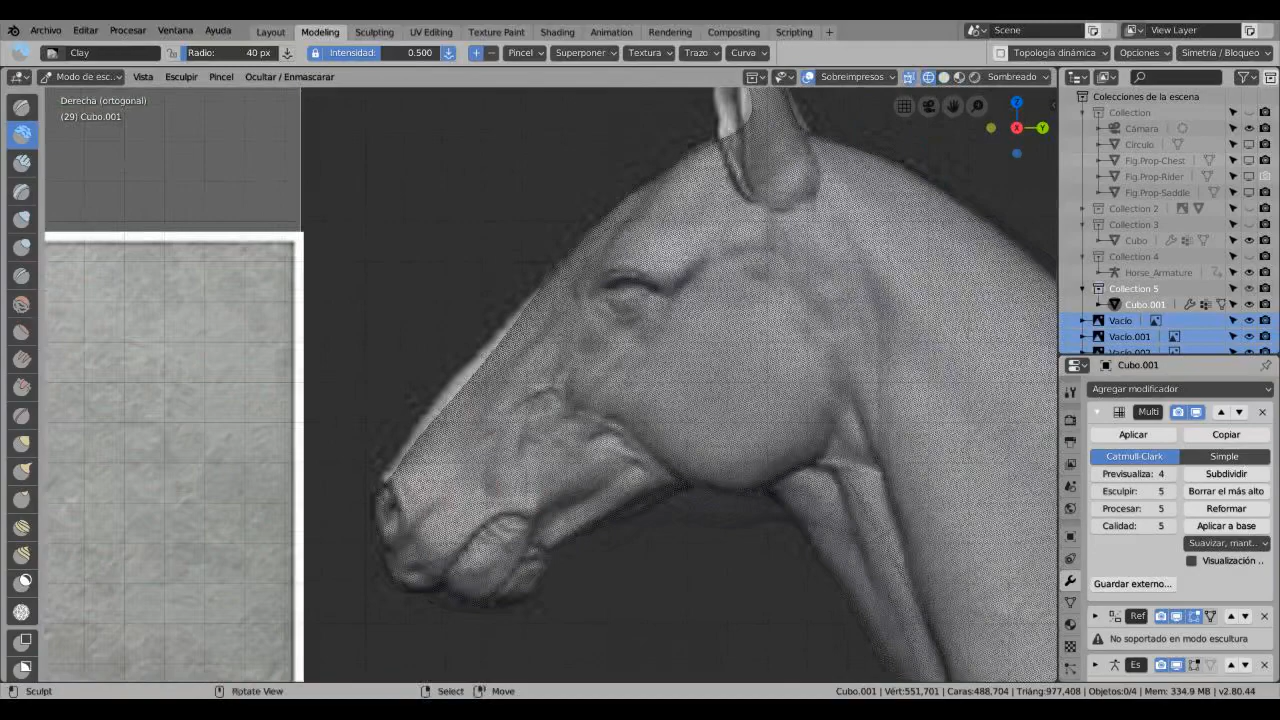 Archivo Editar Procesar Ventana Ayuda Layout Modeling Sculpting UV Editing Texture Paint Shading Animation Rendering Compositing Scripting + Scene View Layer
Clay Radio: 40 px Intensidad: 0.500 Pincel Superponer Textura Trazo Curva Topología dinámica Opciones Simetría / Bloqueo
Modo de esc... Vista Esculpir Pincel Ocultar / Enmascarar Sobreimpresos Sombreado
Derecha (ortogonal)
(29) Cubo.001
Z
X
Y
Colecciones de la escena
Collection
Cámara
Círculo
Fig.Prop-Chest
Fig.Prop-Rider
Fig.Prop-Saddle
Collection 2
Collection 3
Cubo
Collection 4
Horse_Armature
Collection 5
Cubo.001
Vacío
Vacío.001
Vacío.002
Cubo.001
Agregar modificador
Multi
Aplicar Copiar
Catmull-Clark Simple
Previsualiza: 4 Subdividir
Esculpir: 5 Borrar el más alto
Procesar: 5 Reformar
Calidad: 5 Aplicar a base
Suavizar, mant..
Visualización ..
Guardar externo...
Ref
No soportado en modo escultura
Es
Sculpt Rotate View Select Move Cubo.001 | Vért:551,701 | Caras:488,704 | Triáng:977,408 | Objetos:0/4 | Mem: 334.9 MB | v2.80.44